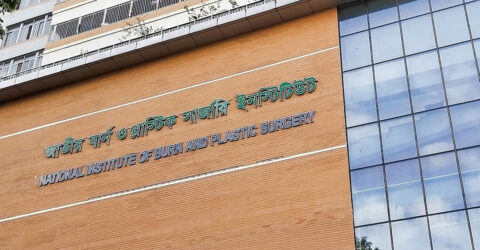 জাতীয় বার্ন ও প্লাস্টিক সার্জারি ইনস্টিটিউট
NATIONAL INSTITUTE OF BURN AND PLASTIC SURGERY